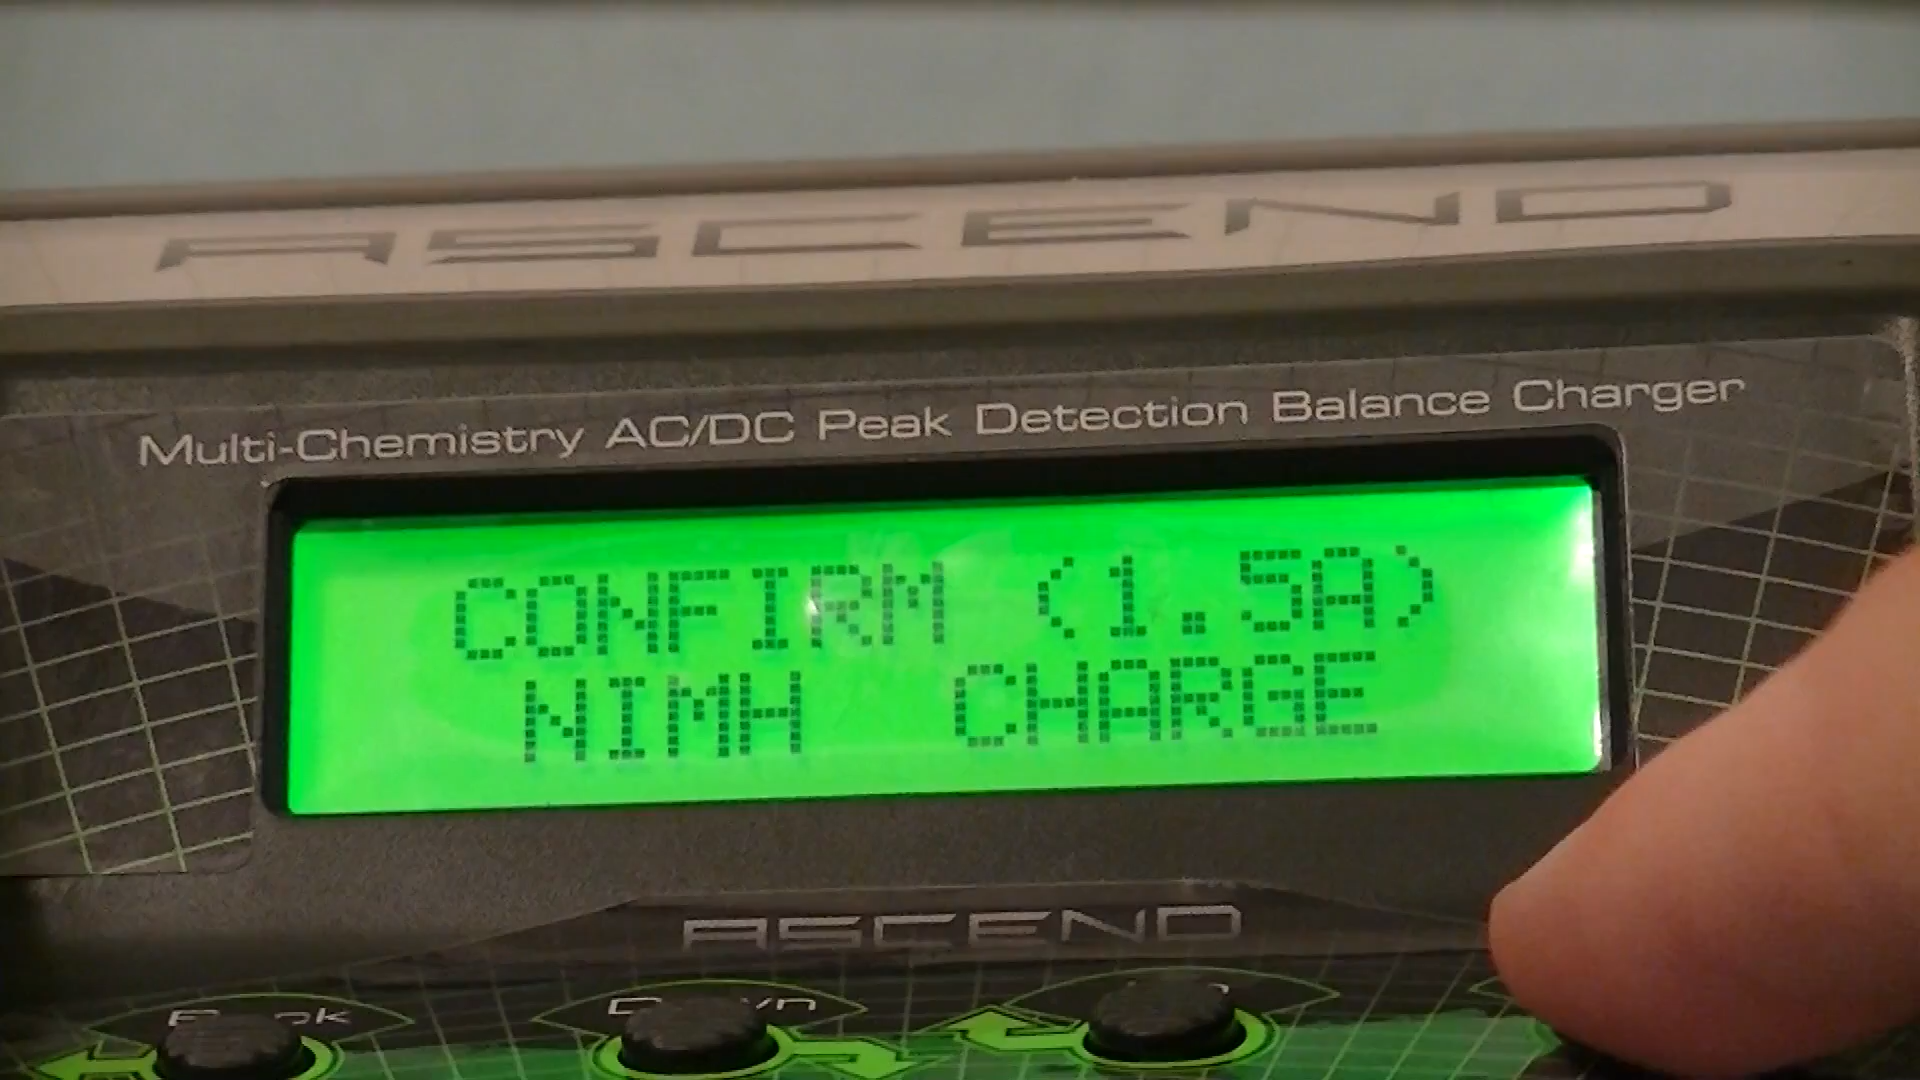 ASCEND
Multi-Chemistry AC/DC Peak Detection Balance Charger
CONFIRM (1.5A)
NIMH CHARGE
ASCEND